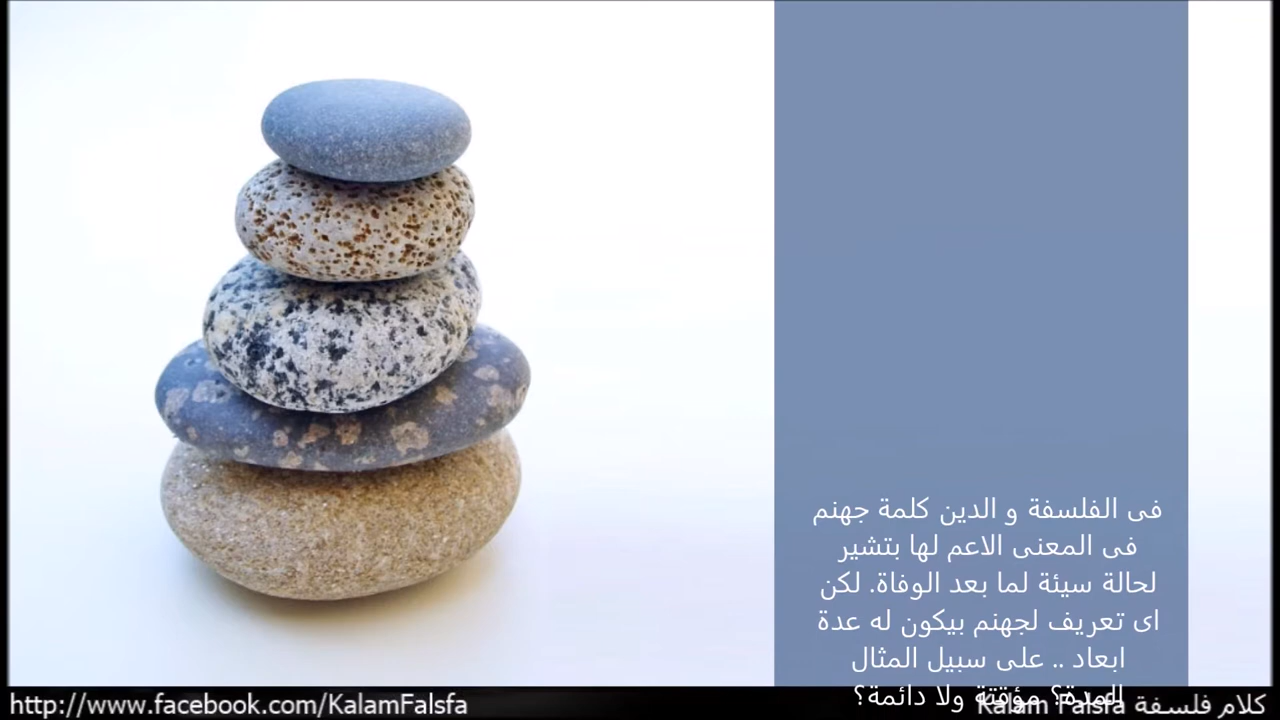 فى الفلسفة و الدين كلمة جهنم
فى المعنى الاعم لها بتشير
لحالة سيئة لما بعد الوفاة. لكن
اى تعريف لجهنم بيكون له عدة
ابعاد .. على سبيل المثال
المدة؟ مؤقتة ولا دائمة؟
http://www.facebook.com/KalamFalsfa
Kalam Falsfa كلام فلسفة